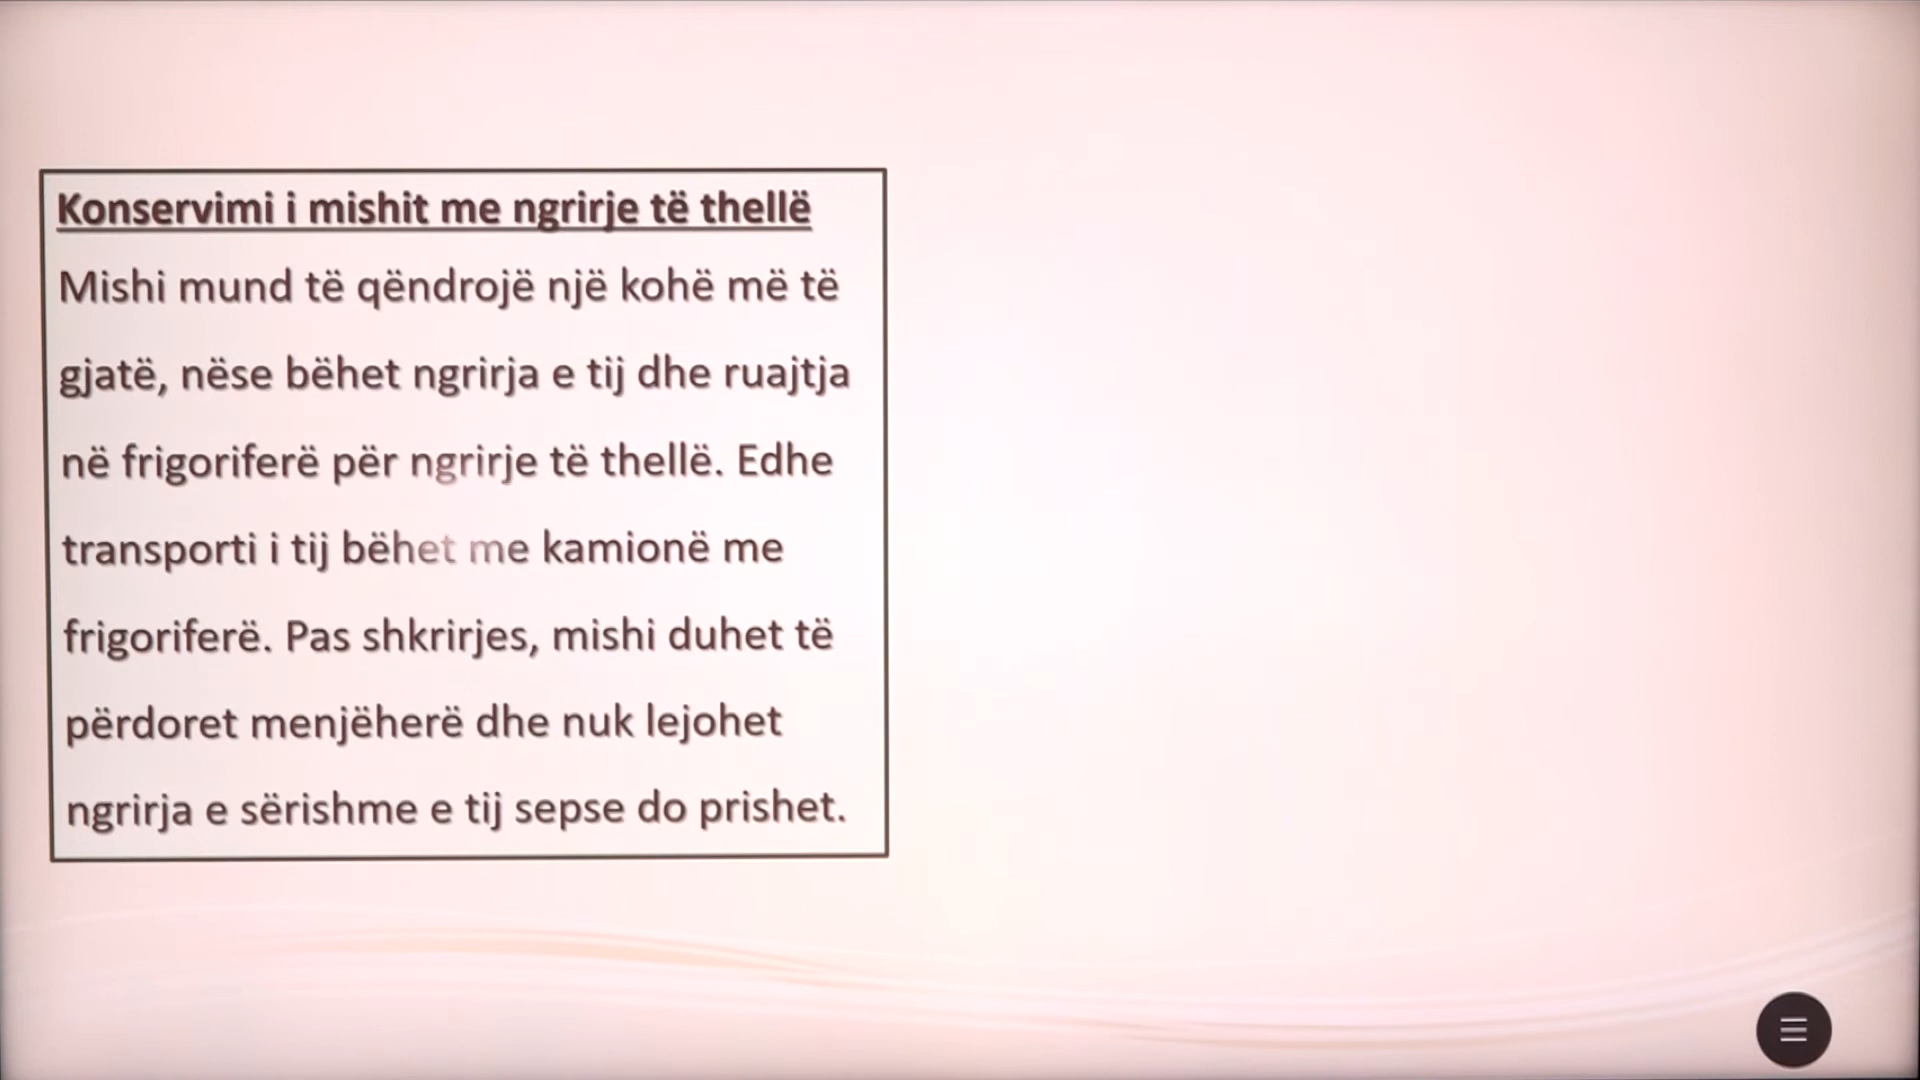 Konservimi i mishit me ngrirje të thellë
Mishi mund të qëndrojë një kohë më të
gjatë, nëse bëhet ngrirja e tij dhe ruajtja
në frigoriferë për ngrirje të thellë. Edhe
transporti i tij bëhet me kamionë me
frigoriferë. Pas shkrirjes, mishi duhet të
përdoret menjëherë dhe nuk lejohet
ngrirja e sërishme e tij sepse do prishet.